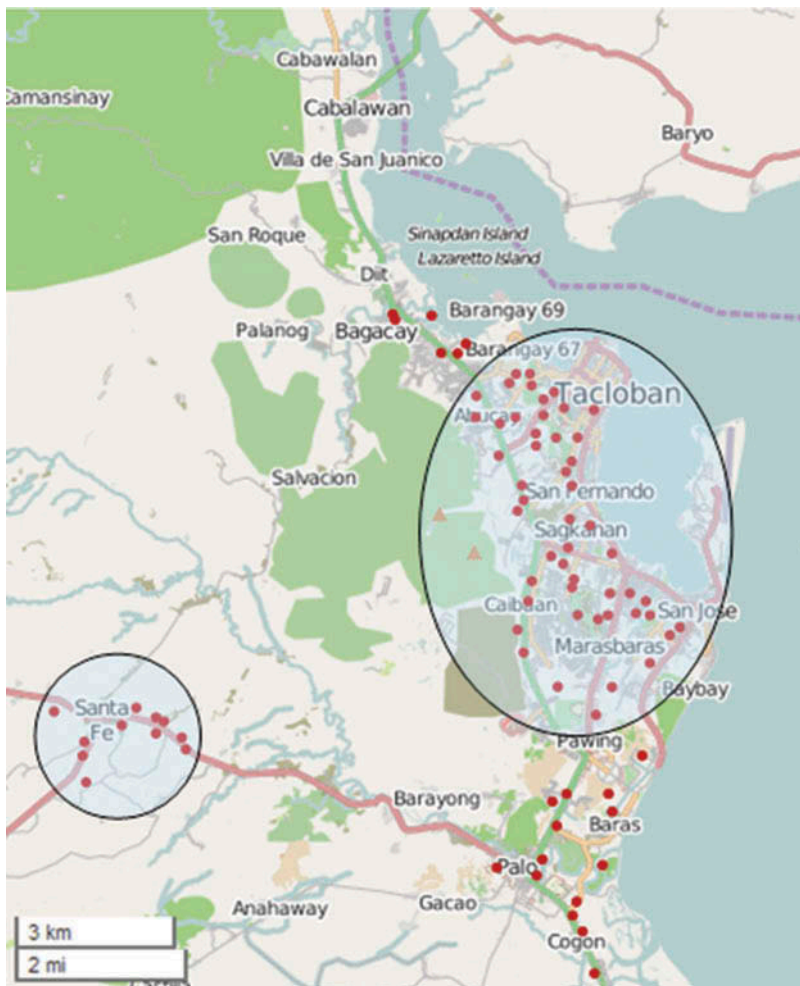 Cabawalan
Camansinay
Cabalawan
Baryo
Villa de San Juanico
San Roque
Sinapdan Island
Lazaretto Island
Diit
Barangay 69
Palanog
Bagacay
Barangay 67
Tacloban
Abucay
Salvacion
San Fernando
Sagkahan
Caibaan
San Jose
Marasbaras
Baybay
Santa
Fe
Pawing
Barayong
Baras
Palo
Anahaway
Gacao
Cogon
3 km
2 mi